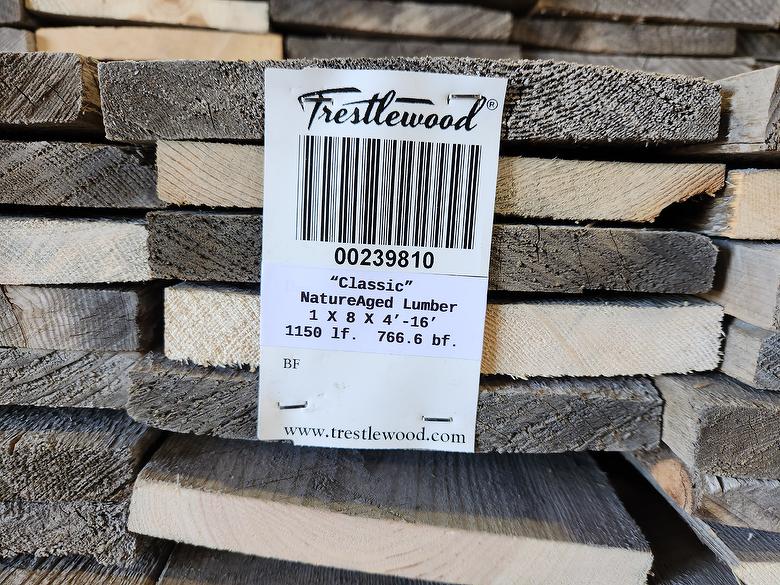 Trestlewood®
00239810
“Classic”
NatureAged Lumber
1 X 8 X 4’-16’
1150 lf. 766.6 bf.
BF
www.trestlewood.com